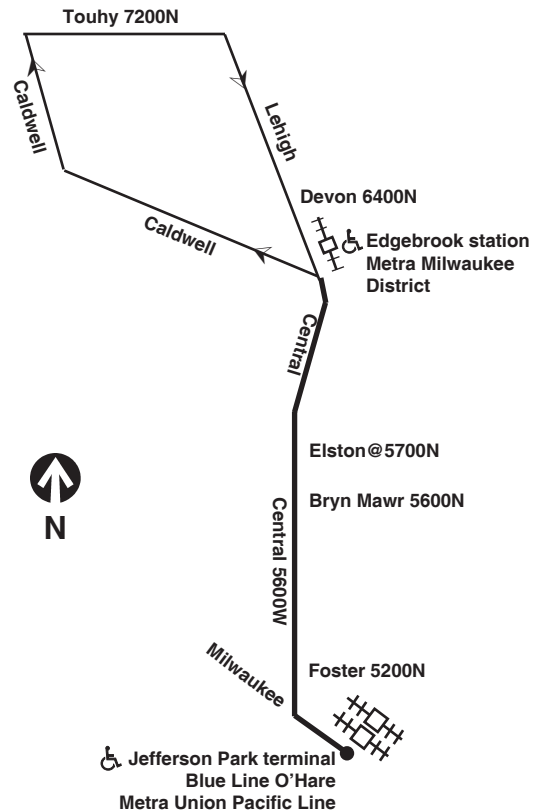 Touhy 7200N
Caldwell
Lehigh
Devon 6400N
Caldwell
Edgebrook station
Metra Milwaukee
District
Central
Elston@5700N
N
Bryn Mawr 5600N
Central 5600W
Milwaukee
Foster 5200N
Jefferson Park terminal
Blue Line O'Hare
Metra Union Pacific Line